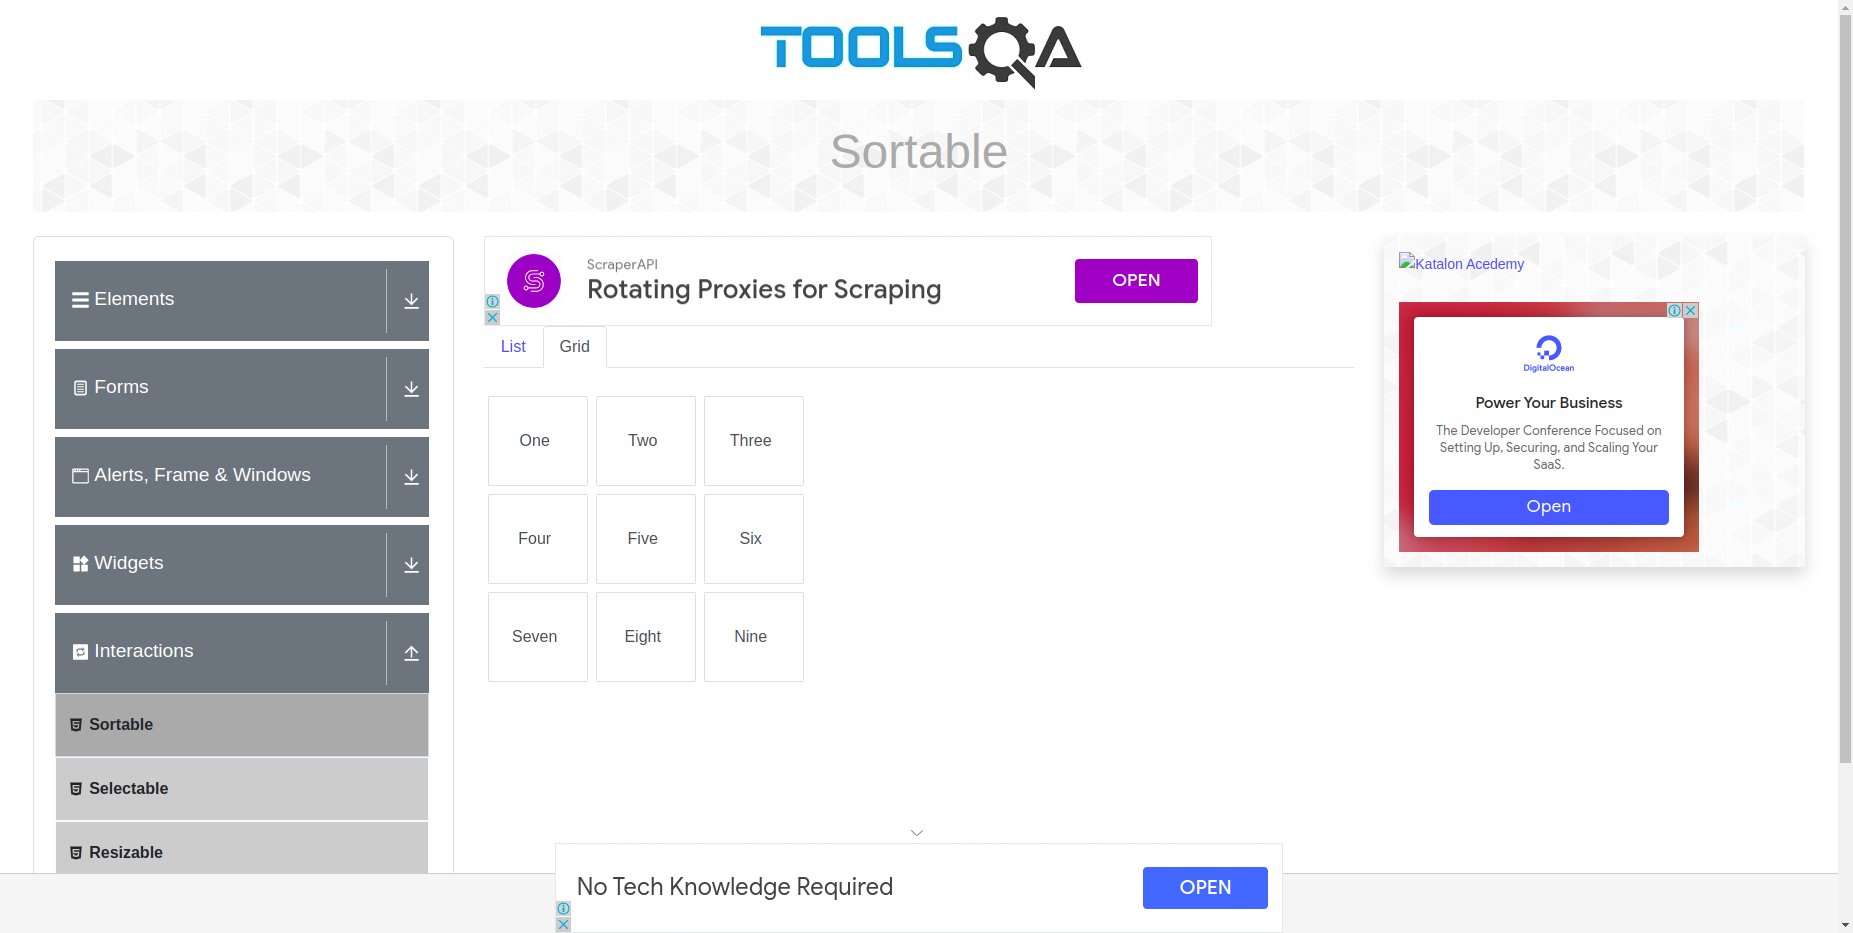 TOOLSQA
Sortable
Elements
Forms
Alerts, Frame & Windows
Widgets
Interactions
Sortable
Selectable
Resizable
ScraperAPI
Rotating Proxies for Scraping
OPEN
List
Grid
One
Two
Three
Four
Five
Six
Seven
Eight
Nine
Katalon Acedemy
DigitalOcean
Power Your Business
The Developer Conference Focused on
Setting Up, Securing, and Scaling Your
SaaS.
Open
No Tech Knowledge Required
OPEN